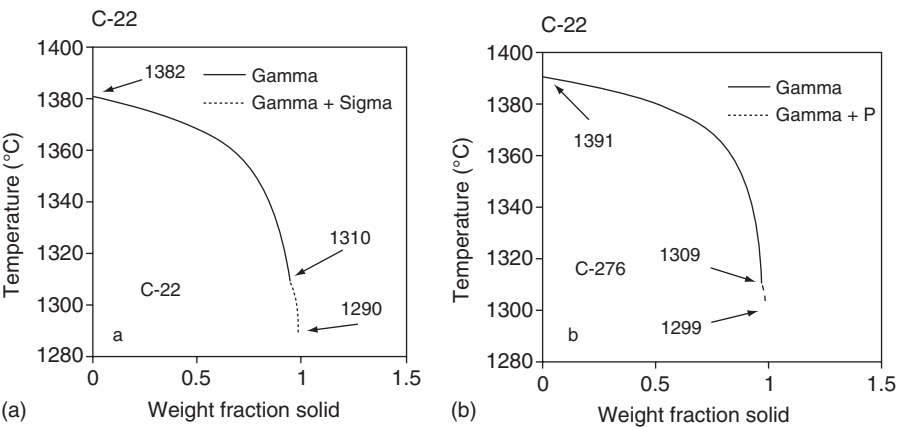 C-22
1400
1380
1360
1340
1320
1300
1280
Temperature (°C)
1382
Gamma
Gamma + Sigma
1310
1290
C-22
a
0
0.5
1
1.5
(a)
Weight fraction solid
C-22
1400
1380
1360
1340
1320
1300
1280
Temperature (°C)
1391
Gamma
Gamma + P
1309
C-276
1299
b
0
0.5
1
1.5
(b)
Weight fraction solid